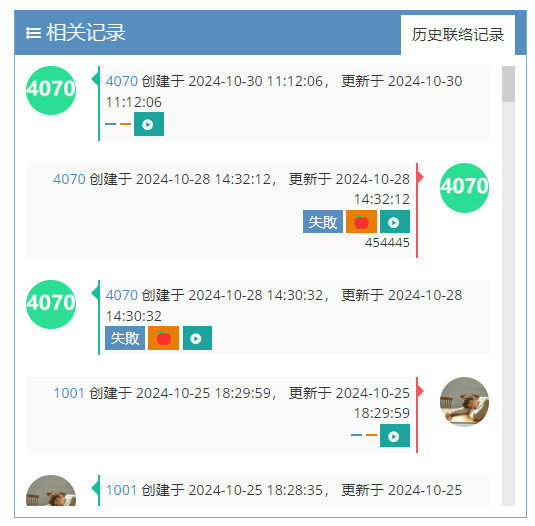 相关记录
历史联络记录
4070
4070 创建于 2024-10-30 11:12:06， 更新于 2024-10-30
11:12:06
4070 创建于 2024-10-28 14:32:12， 更新于 2024-10-28
14:32:12
4070
失敗
454445
4070
4070 创建于 2024-10-28 14:30:32， 更新于 2024-10-28
14:30:32
失敗
1001 创建于 2024-10-25 18:29:59， 更新于 2024-10-25
18:29:59
1001 创建于 2024-10-25 18:28:35， 更新于 2024-10-25